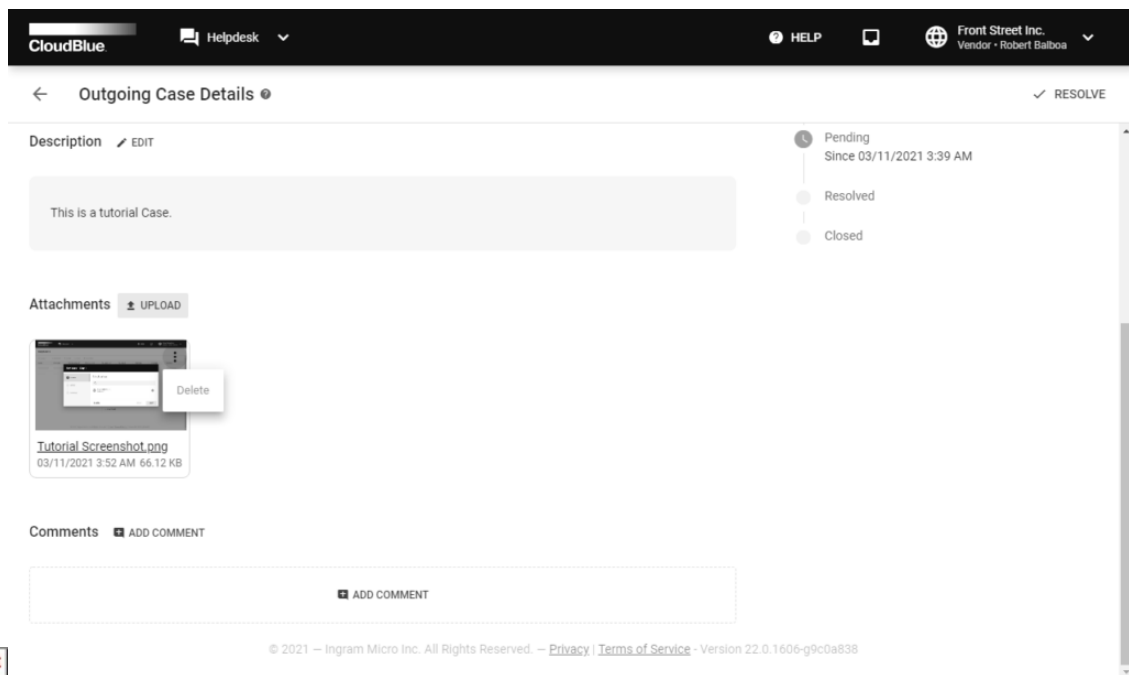 CloudBlue
Helpdesk
HELP
Front Street Inc.
Vendor • Robert Balboa
Outgoing Case Details
RESOLVE
Description EDIT
This is a tutorial Case.
Pending
Since 03/11/2021 3:39 AM
Resolved
Closed
Attachments UPLOAD
Delete
Tutorial Screenshot.png
03/11/2021 3:52 AM 66.12 KB
Comments ADD COMMENT
ADD COMMENT
© 2021 — Ingram Micro Inc. All Rights Reserved. — Privacy | Terms of Service - Version 22.0.1606-g9c0a838